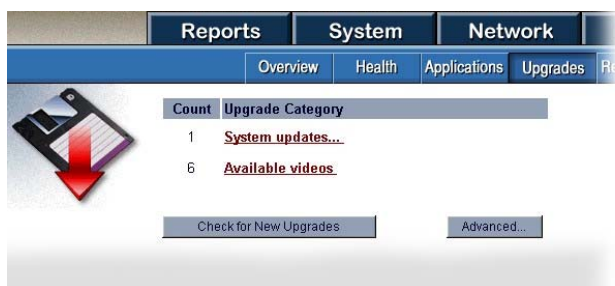 Reports System Network
Overview Health Applications Upgrades
Count Upgrade Category
1 System updates...
6 Available videos
Check for New Upgrades Advanced...